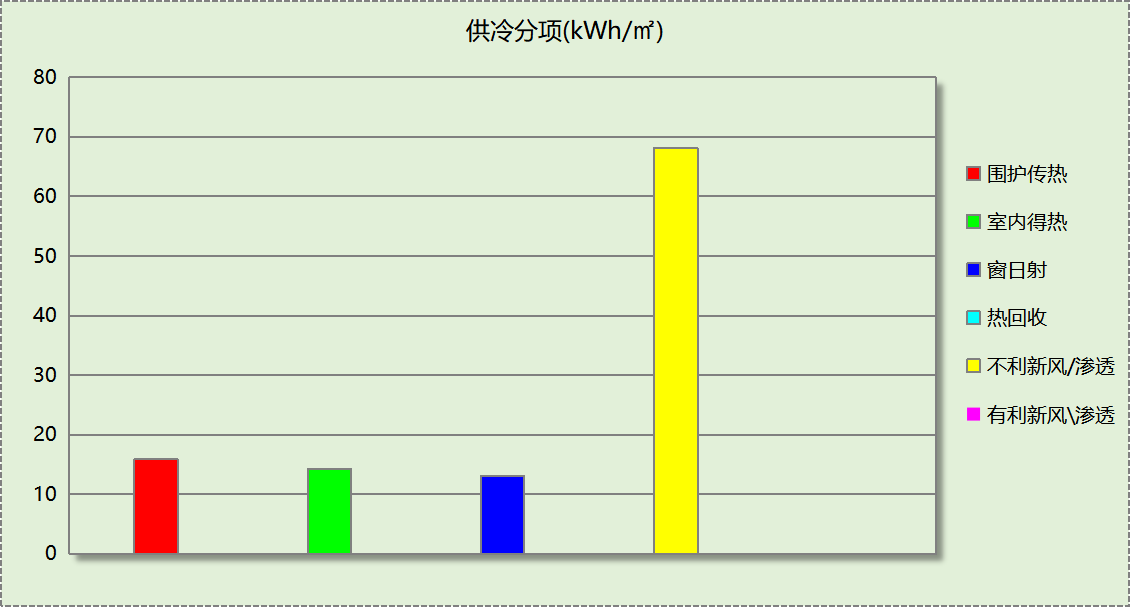 供冷分项(kWh/㎡)
80
70
60
50
40
30
20
10
0
围护传热
室内得热
窗日射
热回收
不利新风/渗透
有利新风\渗透